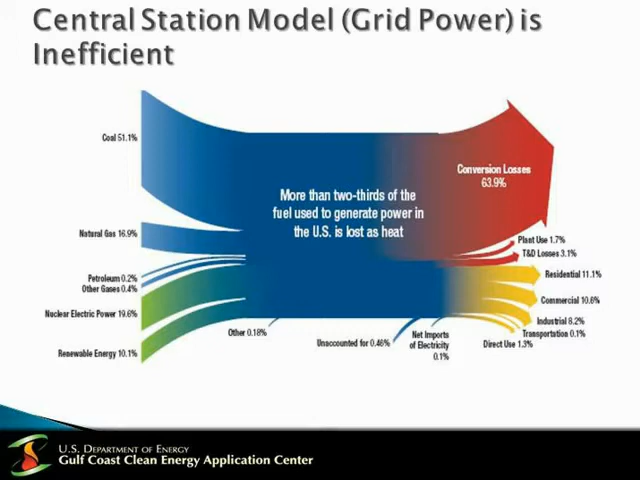 Central Station Model (Grid Power) is
Inefficient
Coal 51.1%
Natural Gas 16.9%
Petroleum 0.2%
Other Gases 0.4%
Nuclear Electric Power 19.6%
Renewable Energy 10.1%
Other 0.18%
More than two-thirds of the
fuel used to generate power in
the U.S. is lost as heat
Unaccounted for 0.46%
Net Imports
of Electricity
0.1%
Conversion Losses
63.9%
Plant Use 1.7%
T&D Losses 3.1%
Residential 11.1%
Commercial 10.6%
Industrial 8.2%
Transportation 0.1%
Direct Use 1.3%
U.S. DEPARTMENT OF ENERGY
Gulf Coast Clean Energy Application Center